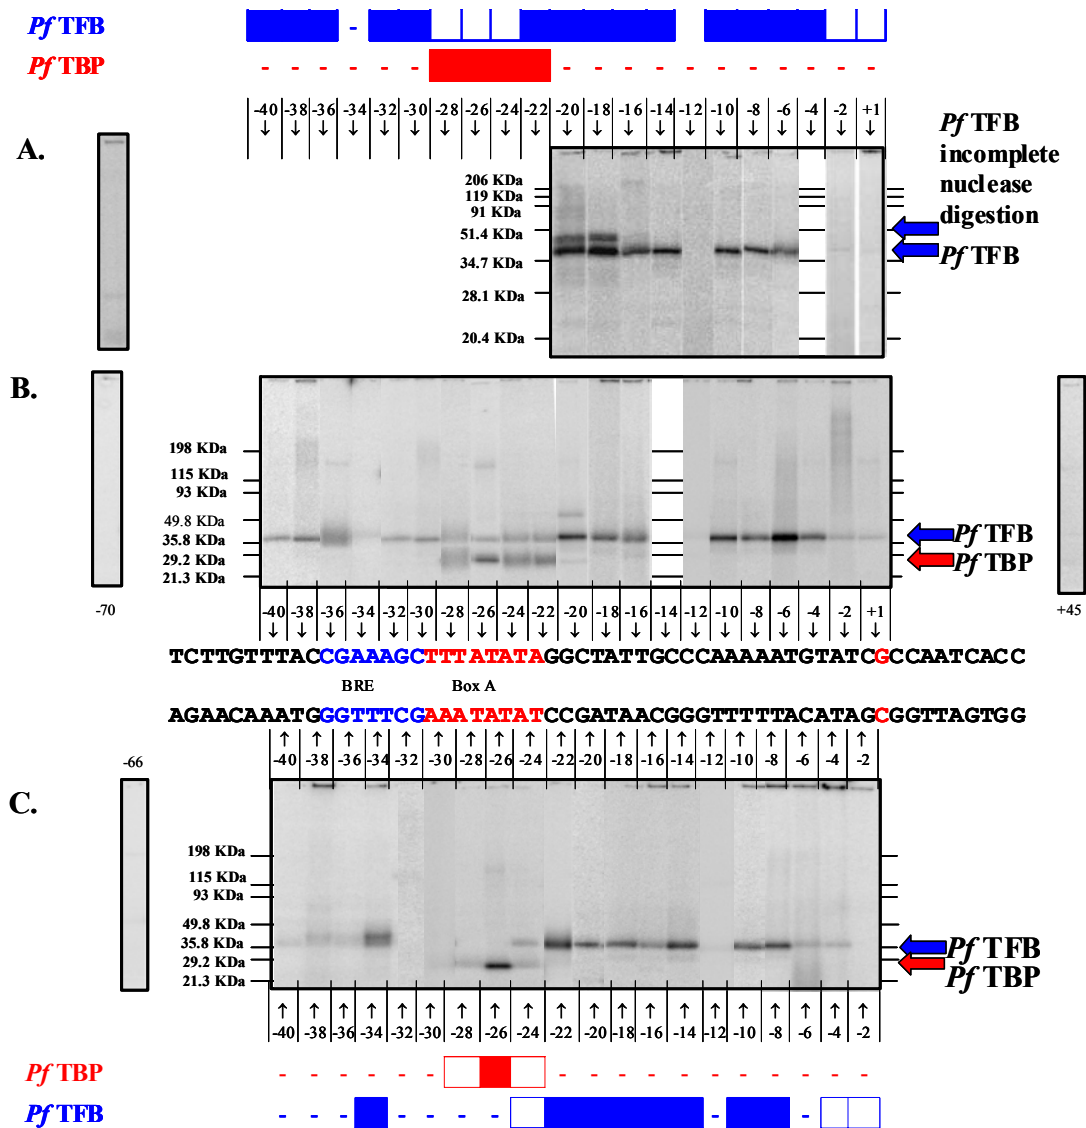 Pf TFB -
Pf TBP - - - - - - - - - - - - - - - - -
-40 -38 -36 -34 -32 -30 -28 -26 -24 -22 -20 -18 -16 -14 -12 -10 -8 -6 -4 -2 +1
↓ ↓ ↓ ↓ ↓ ↓ ↓ ↓ ↓ ↓ ↓ ↓ ↓ ↓ ↓ ↓ ↓ ↓ ↓ ↓ ↓
A.
206 KDa
119 KDa
91 KDa
51.4 KDa
34.7 KDa
28.1 KDa
20.4 KDa
Pf TFB
incomplete
nuclease
digestion
Pf TFB
B.
198 KDa
115 KDa
93 KDa
49.8 KDa
35.8 KDa
29.2 KDa
21.3 KDa
Pf TFB
Pf TBP
-70
+45
-40 -38 -36 -34 -32 -30 -28 -26 -24 -22 -20 -18 -16 -14 -12 -10 -8 -6 -4 -2 +1
↓ ↓ ↓ ↓ ↓ ↓ ↓ ↓ ↓ ↓ ↓ ↓ ↓ ↓ ↓ ↓ ↓ ↓ ↓ ↓ ↓
TCTTGTTTACCGAAAGCTTTATATAGGCTATTGCCCAAAAATGTATCGCCAATCACC
BRE Box A
AGAACAAATGGGTTTCGAAATATATCCGATAACGGGTTTTTACATAGCGGTTAGTGG
↑ ↑ ↑ ↑ ↑ ↑ ↑ ↑ ↑ ↑ ↑ ↑ ↑ ↑ ↑ ↑ ↑ ↑ ↑ ↑
-40 -38 -36 -34 -32 -30 -28 -26 -24 -22 -20 -18 -16 -14 -12 -10 -8 -6 -4 -2
-66
C.
198 KDa
115 KDa
93 KDa
49.8 KDa
35.8 KDa
29.2 KDa
21.3 KDa
Pf TFB
Pf TBP
↑ ↑ ↑ ↑ ↑ ↑ ↑ ↑ ↑ ↑ ↑ ↑ ↑ ↑ ↑ ↑ ↑ ↑ ↑ ↑
-40 -38 -36 -34 -32 -30 -28 -26 -24 -22 -20 -18 -16 -14 -12 -10 -8 -6 -4 -2
Pf TBP - - - - - - - - - - - - - - - - -
Pf TFB - - - - - - - - -